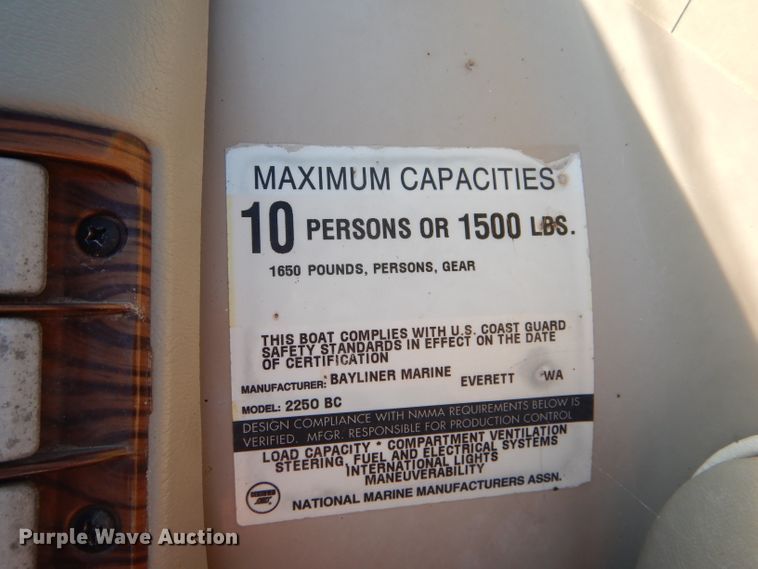 MAXIMUM CAPACITIES
10 PERSONS OR 1500 LBS.
1650 POUNDS, PERSONS, GEAR
THIS BOAT COMPLIES WITH U.S. COAST GUARD
SAFETY STANDARDS IN EFFECT ON THE DATE
OF CERTIFICATION
MANUFACTURER: BAYLINER MARINE EVERETT WA
MODEL: 2250 BC
DESIGN COMPLIANCE WITH NMMA REQUIREMENTS BELOW IS
VERIFIED. MFGR. RESPONSIBLE FOR PRODUCTION CONTROL
LOAD CAPACITY * COMPARTMENT VENTILATION
STEERING, FUEL AND ELECTRICAL SYSTEMS
INTERNATIONAL LIGHTS
MANEUVERABILITY
NATIONAL MARINE MANUFACTURERS ASSN.
Purple Wave Auction